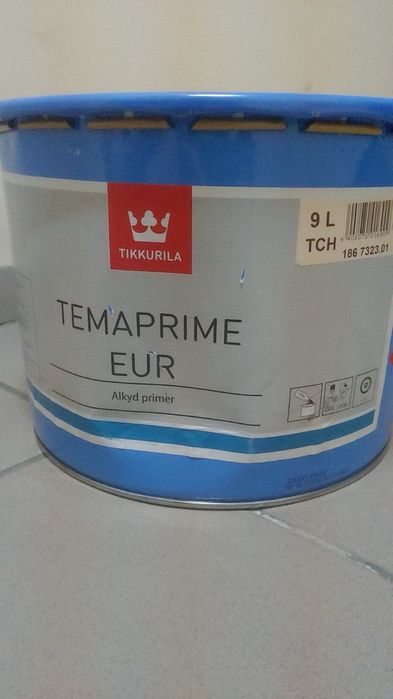 TIKKURILA
9 L
TCH
186 7323.01
TEMAPRIME
EUR
Alkyd primer